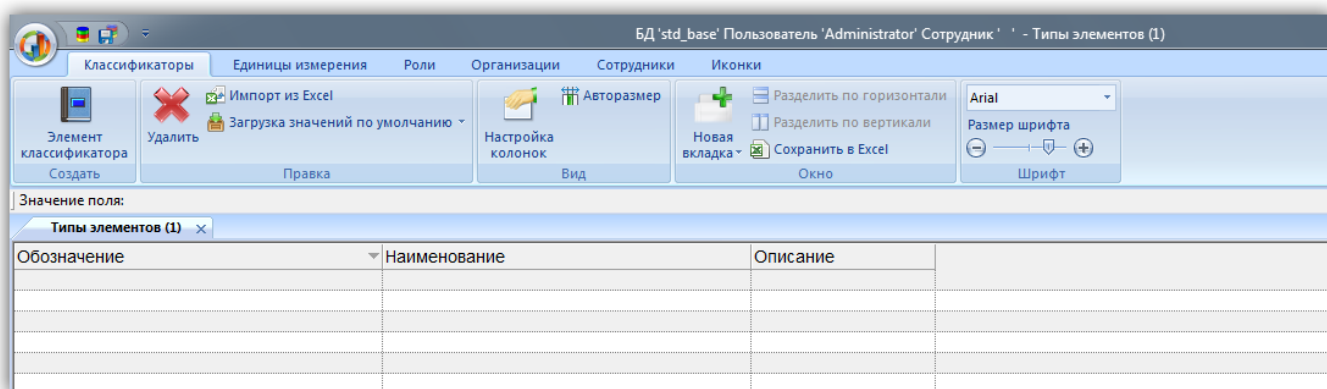 БД 'std_base' Пользователь 'Administrator' Сотрудник ' ' - Типы элементов (1)
Классификаторы Единицы измерения Роли Организации Сотрудники Иконки
Элемент классификатора
Создать
Удалить
Импорт из Excel
Загрузка значений по умолчанию
Правка
Настройка колонок
Авторазмер
Вид
Новая вкладка
Разделить по горизонтали
Разделить по вертикали
Сохранить в Excel
Окно
Arial
Размер шрифта
Шрифт
Значение поля:
Типы элементов (1)
Обозначение Наименование Описание